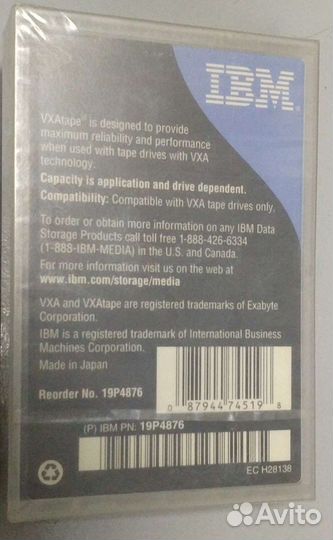 IBM®
VXAtape® is designed to provide
maximum reliability and performance
when used with tape drives with VXA
technology.
Capacity is application and drive dependent.
Compatibility: Compatible with VXA tape drives only.
To order or obtain more information on any IBM Data
Storage Products call toll free 1-888-426-6334
(1-888-IBM-MEDIA) in the U.S. and Canada.
For more information visit us on the web at
www.ibm.com/storage/media
VXA and VXAtape are registered trademarks of Exabyte
Corporation.
IBM is a registered trademark of International Business
Machines Corporation.
Made in Japan
Reorder No. 19P4876
0 87944 74519 8
(P) IBM PN: 19P4876
EC H28138
Avito